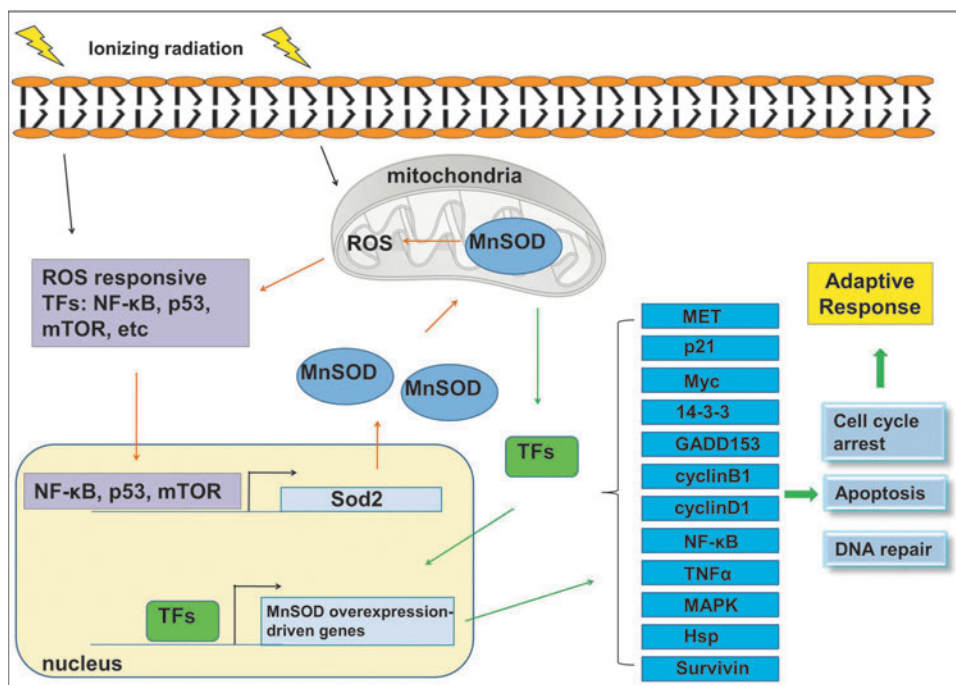 Ionizing radiation
mitochondria
ROS
MnSOD
ROS responsive
TFs: NF-κB, p53,
mTOR, etc
MnSOD
MnSOD
TFs
NF-κB, p53, mTOR
Sod2
TFs
MnSOD overexpression-
driven genes
nucleus
MET
p21
Myc
14-3-3
GADD153
cyclinB1
cyclinD1
NF-κB
TNFα
MAPK
Hsp
Survivin
Adaptive
Response
Cell cycle
arrest
Apoptosis
DNA repair